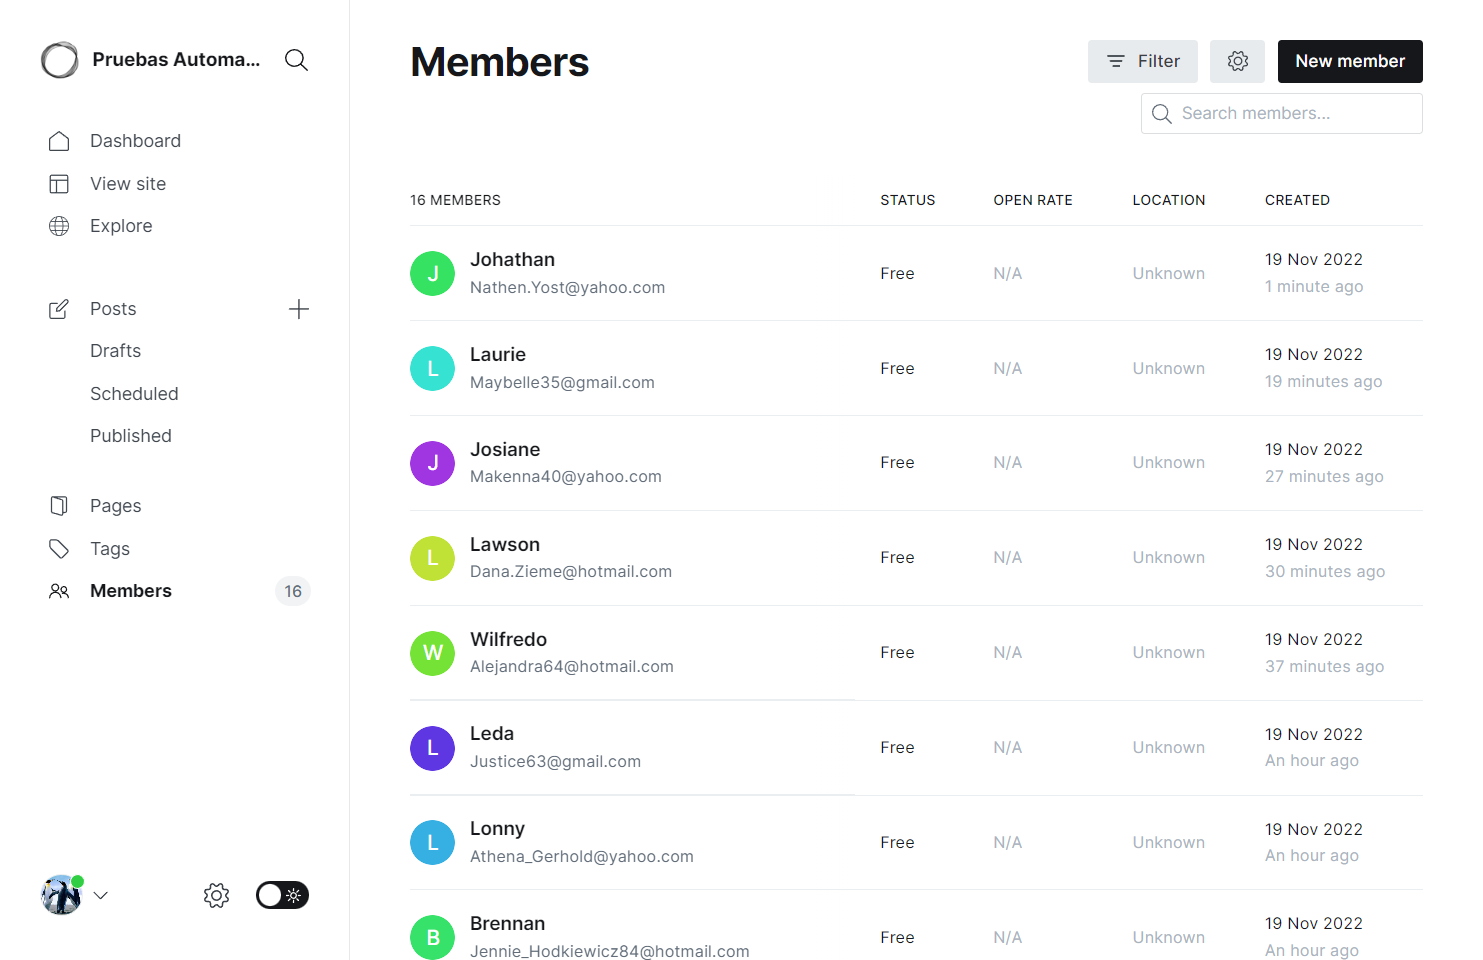 Pruebas Automa...
Dashboard
View site
Explore
Posts
Drafts
Scheduled
Published
Pages
Tags
Members 16
Members
Filter
New member
Search members...
16 MEMBERS STATUS OPEN RATE LOCATION CREATED
J Johathan Free N/A Unknown 19 Nov 2022
Nathen.Yost@yahoo.com 1 minute ago
L Laurie Free N/A Unknown 19 Nov 2022
Maybelle35@gmail.com 19 minutes ago
J Josiane Free N/A Unknown 19 Nov 2022
Makenna40@yahoo.com 27 minutes ago
L Lawson Free N/A Unknown 19 Nov 2022
Dana.Zieme@hotmail.com 30 minutes ago
W Wilfredo Free N/A Unknown 19 Nov 2022
Alejandra64@hotmail.com 37 minutes ago
L Leda Free N/A Unknown 19 Nov 2022
Justice63@gmail.com An hour ago
L Lonny Free N/A Unknown 19 Nov 2022
Athena_Gerhold@yahoo.com An hour ago
B Brennan Free N/A Unknown 19 Nov 2022
Jennie_Hodkiewicz84@hotmail.com An hour ago